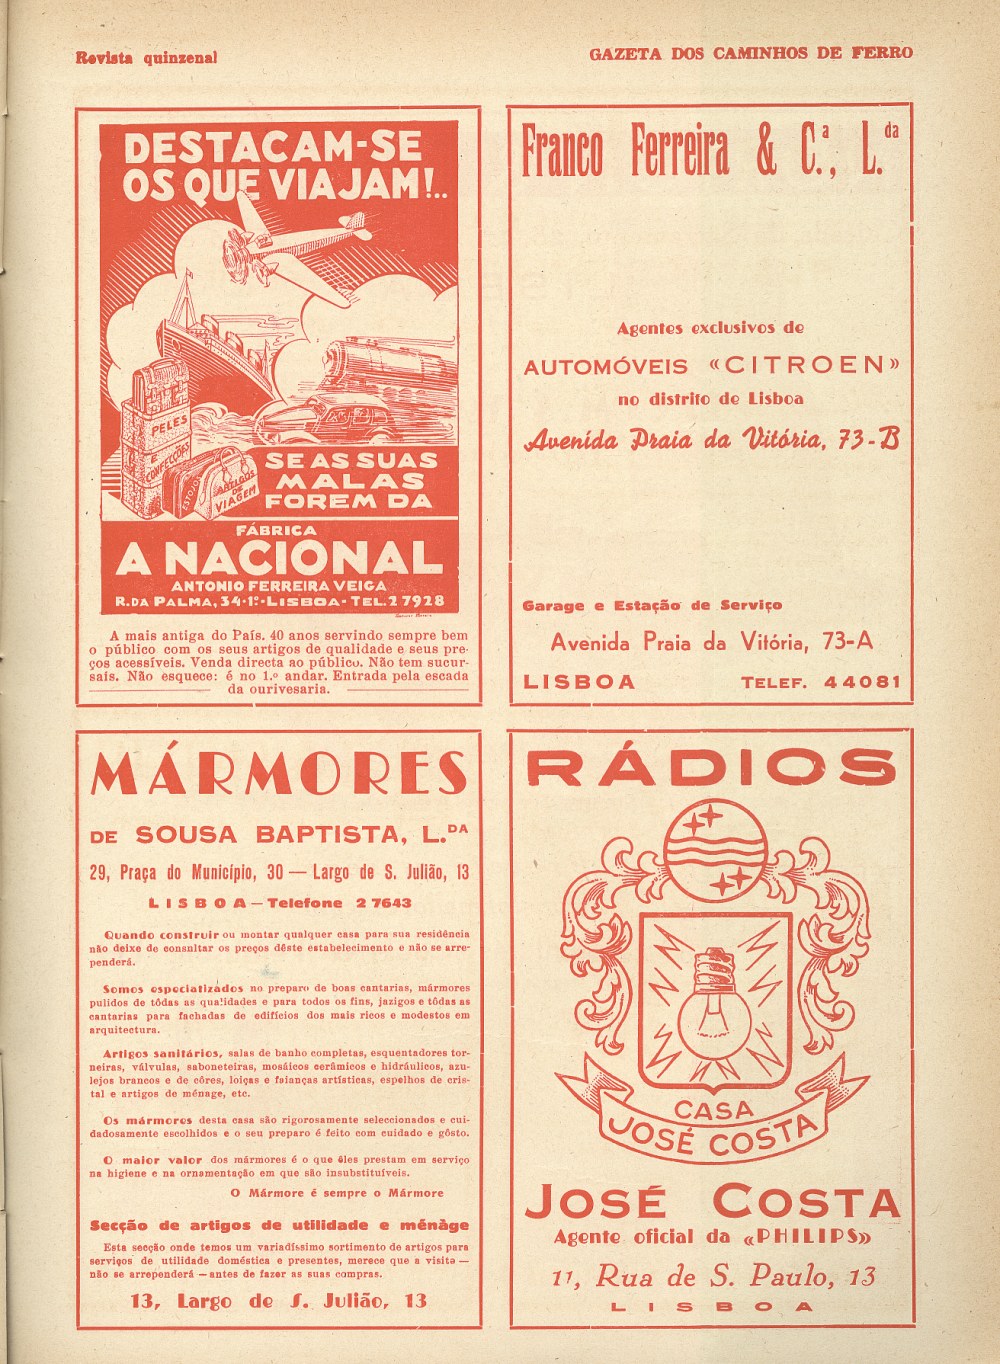 Revista quinzenal
GAZETA DOS CAMINHOS DE FERRO
DESTACAM-SE
OS QUE VIAJAM!..
PELES
E
CONFECÇÕES
ESTOJOS
ARTIGOS
DE
VIAGEM
SE AS SUAS
MALAS
FOREM DA
FÁBRICA
A NACIONAL
ANTONIO FERREIRA VEIGA
R. DA PALMA, 34-1º-LISBOA-TEL. 2 7928
A mais antiga do País. 40 anos servindo sempre bem
o público com os seus artigos de qualidade e seus pre-
ços acessíveis. Venda directa ao público. Não tem sucur-
sais. Não esquece: é no 1.º andar. Entrada pela escada
da ourivesaria.
Franco Ferreira & C.ª, L.da
Agentes exclusivos de
AUTOMÓVEIS «CITROEN»
no distrito de Lisboa
Avenida Praia da Vitória, 73-B
Garage e Estação de Serviço
Avenida Praia da Vitória, 73-A
LISBOA TELEF. 44081
MÁRMORES
DE SOUSA BAPTISTA, L.DA
29, Praça do Município, 30 — Largo de S. Julião, 13
LISBOA — Telefone 2 7643
Quando construir ou montar qualquer casa para sua residência
não deixe de consultar os preços dêste estabelecimento e não se arre-
penderá.
Somos especializados no preparo de boas cantarias, mármores
pulidos de tôdas as qualidades e para todos os fins, jazigos e tôdas as
cantarias para fachadas de edifícios dos mais ricos e modestos em
arquitectura.
Artigos sanitários, salas de banho completas, esquentadores tor-
neiras, válvulas, saboneteiras, mosáicos cerâmicos e hidráulicos, azu-
lejos brancos e de côres, loiças e faianças artísticas, espelhos de cris-
tal e artigos de ménage, etc.
Os mármores desta casa são rigorosamente seleccionados e cui-
dadosamente escolhidos e o seu preparo é feito com cuidado e gôsto.
O maior valor dos mármores é o que êles prestam em serviço
na higiene e na ornamentação em que são insubstituíveis.
O Mármore é sempre o Mármore
Secção de artigos de utilidade e ménàge
Esta secção onde temos um variadíssimo sortimento de artigos para
serviços de utilidade doméstica e presentes, merece que a visite —
não se arrependerá — antes de fazer as suas compras.
13, Largo de S. Julião, 13
RÁDIOS
CASA
JOSÉ COSTA
JOSÉ COSTA
Agente oficial da «PHILIPS»
11, Rua de S. Paulo, 13
LISBOA